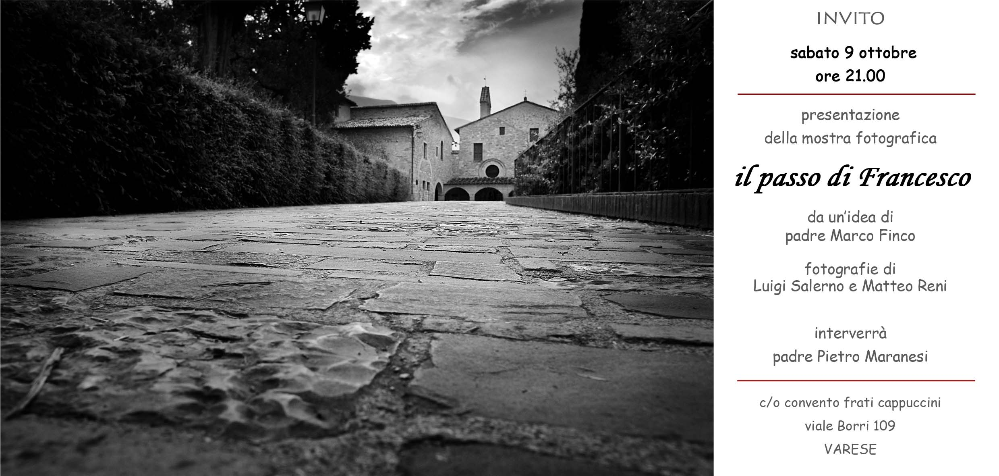 INVITO
sabato 9 ottobre
ore 21.00
presentazione
della mostra fotografica
il passo di Francesco
da un'idea di
padre Marco Finco
fotografie di
Luigi Salerno e Matteo Reni
interverrà
padre Pietro Maranesi
c/o convento frati cappuccini
viale Borri 109
VARESE